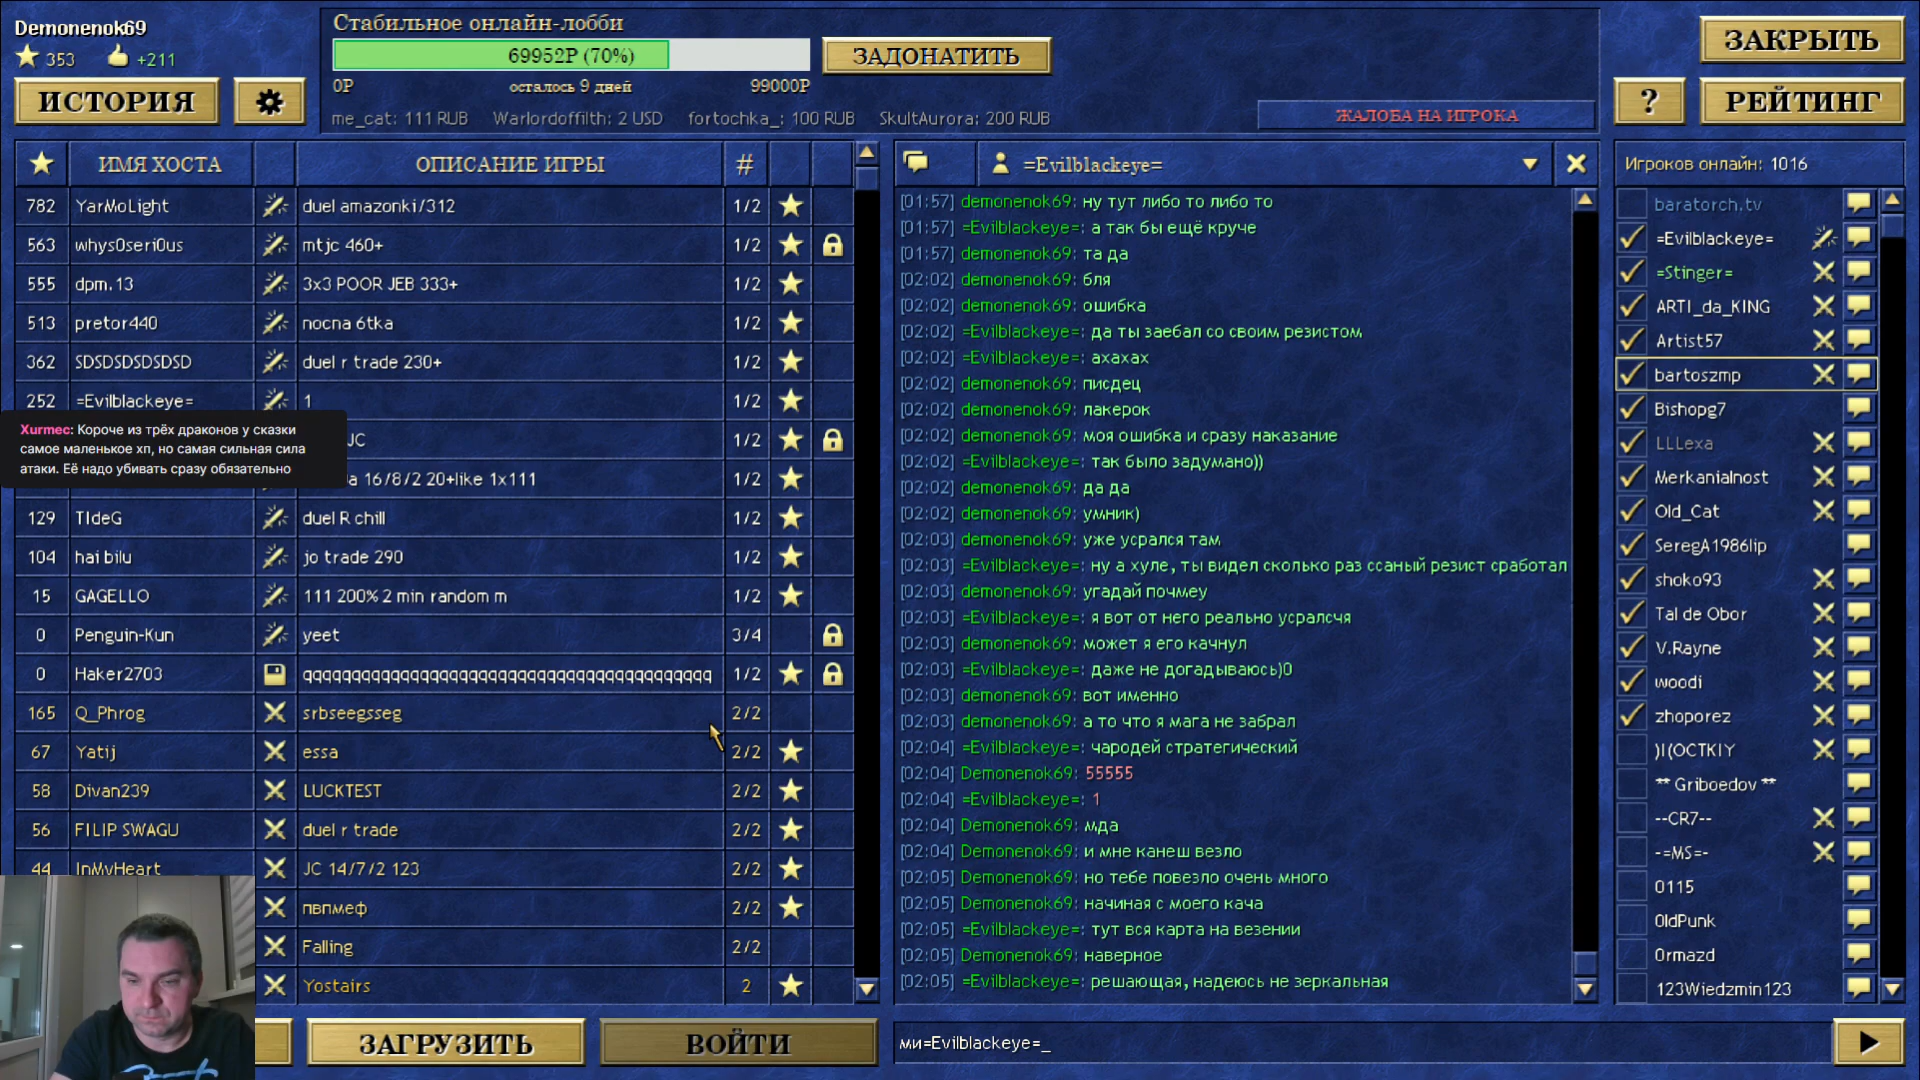 Demonenok69
353 +211
ИСТОРИЯ
Стабильное онлайн-лобби
69952Р (70%)
0Р осталось 9 дней 99000Р
ЗАДОНАТИТЬ
me_cat: 111 RUB Warlordoffilth: 2 USD fortochka_: 100 RUB SkultAurora: 200 RUB
ЖАЛОБА НА ИГРОКА
ЗАКРЫТЬ
? РЕЙТИНГ
ИМЯ ХОСТА ОПИСАНИЕ ИГРЫ #
782 YarMoLight duel amazonki/312 1/2
563 whys0seri0us mtjc 460+ 1/2
555 dpm.13 3x3 POOR JEB 333+ 1/2
513 pretor440 nocna 6tka 1/2
362 SDSDSDSDSDSD duel r trade 230+ 1/2
252 =Evilblackeye= 1 1/2
JC 1/2
a 16/8/2 20+like 1x111 1/2
129 TIdeG duel R chill 1/2
104 hai bilu jo trade 290 1/2
15 GAGELLO 111 200% 2 min random m 1/2
0 Penguin-Kun yeet 3/4
0 Haker2703 qqqqqqqqqqqqqqqqqqqqqqqqqqqqqqqqqqqqqqqqqq 1/2
165 Q_Phrog srbseegsseg 2/2
67 Yatij essa 2/2
58 Divan239 LUCKTEST 2/2
56 FILIP SWAGU duel r trade 2/2
44 InMyHeart JC 14/7/2 123 2/2
пвпмеф 2/2
Falling 2/2
Yostairs 2
Xurmec: Короче из трёх драконов у сказки
самое маленькое хп, но самая сильная сила
атаки. Её надо убивать сразу обязательно
ЗАГРУЗИТЬ
ВОЙТИ
=Evilblackeye=
[01:57] demonenok69: ну тут либо то либо то
[01:57] =Evilblackeye=: а так бы ещё круче
[01:57] demonenok69: та да
[02:02] demonenok69: бля
[02:02] demonenok69: ошибка
[02:02] =Evilblackeye=: да ты заебал со своим резистом
[02:02] =Evilblackeye=: ахахах
[02:02] demonenok69: писдец
[02:02] demonenok69: лакерок
[02:02] demonenok69: моя ошибка и сразу наказание
[02:02] =Evilblackeye=: так было задумано))
[02:02] demonenok69: да да
[02:02] demonenok69: умник)
[02:03] demonenok69: уже усрался там
[02:03] =Evilblackeye=: ну а хуле, ты видел сколько раз ссаный резист сработал
[02:03] demonenok69: угадай почмеу
[02:03] =Evilblackeye=: я вот от него реально усралсчя
[02:03] demonenok69: может я его качнул
[02:03] =Evilblackeye=: даже не догадываюсь)0
[02:03] demonenok69: вот именно
[02:03] demonenok69: а то что я мага не забрал
[02:04] =Evilblackeye=: чародей стратегический
[02:04] Demonenok69: 55555
[02:04] =Evilblackeye=: 1
[02:04] Demonenok69: мда
[02:04] Demonenok69: и мне канеш везло
[02:05] Demonenok69: но тебе повезло очень много
[02:05] Demonenok69: начиная с моего кача
[02:05] =Evilblackeye=: тут вся карта на везении
[02:05] Demonenok69: наверное
[02:05] =Evilblackeye=: решающая, надеюсь не зеркальная
ми=Evilblackeye=_
Игроков онлайн: 1016
baratorch.tv
=Evilblackeye=
=Stinger=
ARTI_da_KING
Artist57
bartoszmp
Bishopg7
LLLexa
Merkanialnost
Old_Cat
SeregA1986lip
shoko93
Tal de Obor
V.Rayne
woodi
zhoporez
)I(OCTKIY
** Griboedov **
--CR7--
-=MS=-
0115
0ldPunk
0rmazd
123Wiedzmin123